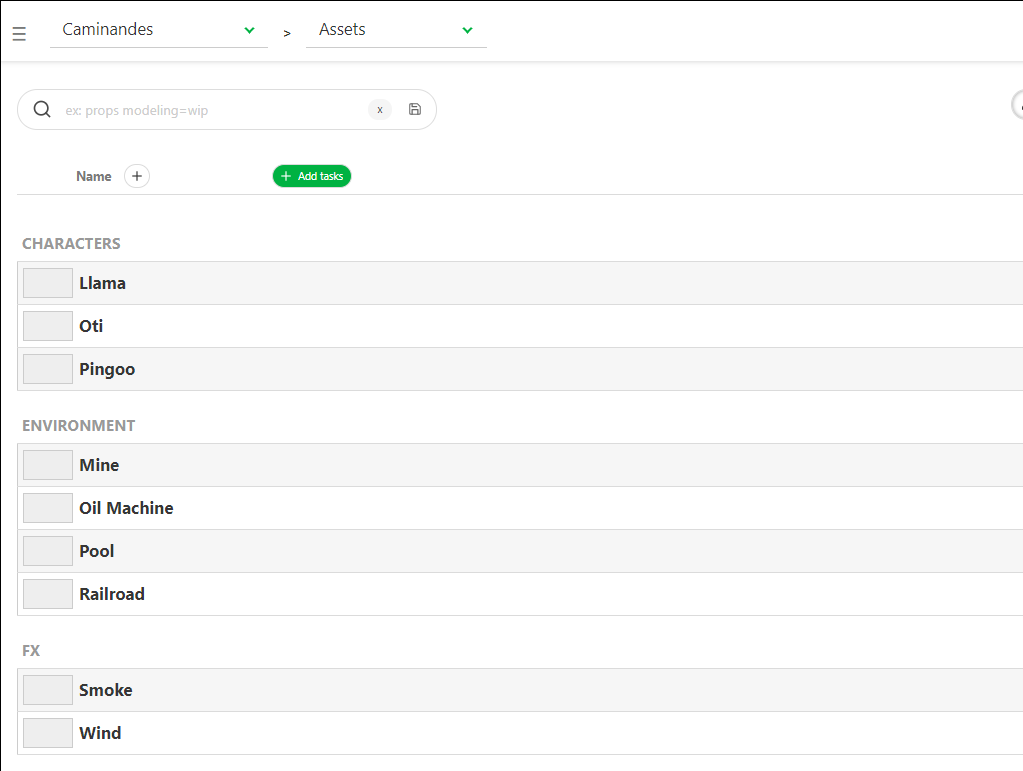 Caminandes > Assets
ex: props modeling=wip x
Name + + Add tasks
CHARACTERS
Llama
Oti
Pingoo
ENVIRONMENT
Mine
Oil Machine
Pool
Railroad
FX
Smoke
Wind